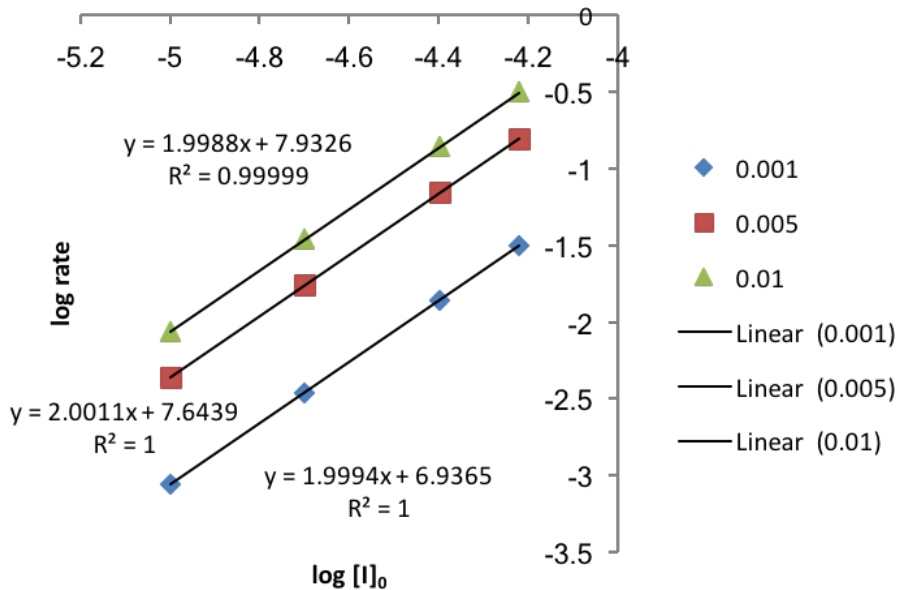 0
-5.2 -5 -4.8 -4.6 -4.4 -4.2 -4
-0.5
y = 1.9988x + 7.9326
R² = 0.99999
-1
-1.5
-2
-2.5
-3
-3.5
y = 2.0011x + 7.6439
R² = 1
y = 1.9994x + 6.9365
R² = 1
log rate
log [I]₀
0.001
0.005
0.01
Linear (0.001)
Linear (0.005)
Linear (0.01)